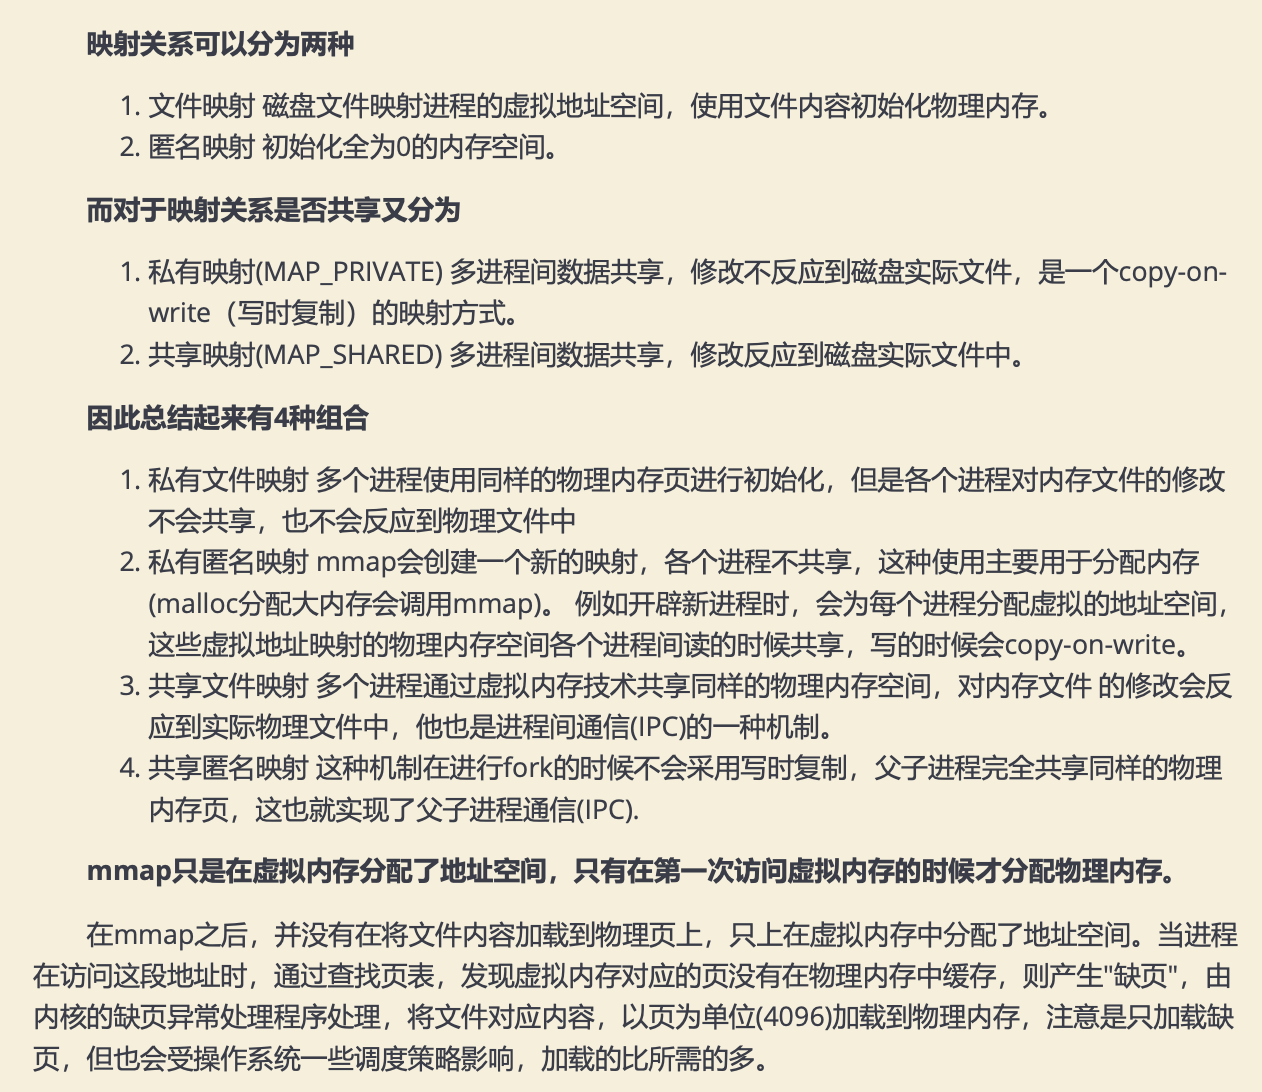 映射关系可以分为两种
1. 文件映射 磁盘文件映射进程的虚拟地址空间，使用文件内容初始化物理内存。
2. 匿名映射 初始化全为0的内存空间。
而对于映射关系是否共享又分为
1. 私有映射(MAP_PRIVATE) 多进程间数据共享，修改不反应到磁盘实际文件，是一个copy-on-
write（写时复制）的映射方式。
2. 共享映射(MAP_SHARED) 多进程间数据共享，修改反应到磁盘实际文件中。
因此总结起来有4种组合
1. 私有文件映射 多个进程使用同样的物理内存页进行初始化，但是各个进程对内存文件的修改
不会共享，也不会反应到物理文件中
2. 私有匿名映射 mmap会创建一个新的映射，各个进程不共享，这种使用主要用于分配内存
(malloc分配大内存会调用mmap)。 例如开辟新进程时，会为每个进程分配虚拟的地址空间，
这些虚拟地址映射的物理内存空间各个进程间读的时候共享，写的时候会copy-on-write。
3. 共享文件映射 多个进程通过虚拟内存技术共享同样的物理内存空间，对内存文件 的修改会反
应到实际物理文件中，他也是进程间通信(IPC)的一种机制。
4. 共享匿名映射 这种机制在进行fork的时候不会采用写时复制，父子进程完全共享同样的物理
内存页，这也就实现了父子进程通信(IPC).
mmap只是在虚拟内存分配了地址空间，只有在第一次访问虚拟内存的时候才分配物理内存。
在mmap之后，并没有在将文件内容加载到物理页上，只上在虚拟内存中分配了地址空间。当进程
在访问这段地址时，通过查找页表，发现虚拟内存对应的页没有在物理内存中缓存，则产生"缺页"，由
内核的缺页异常处理程序处理，将文件对应内容，以页为单位(4096)加载到物理内存，注意是只加载缺
页，但也会受操作系统一些调度策略影响，加载的比所需的多。